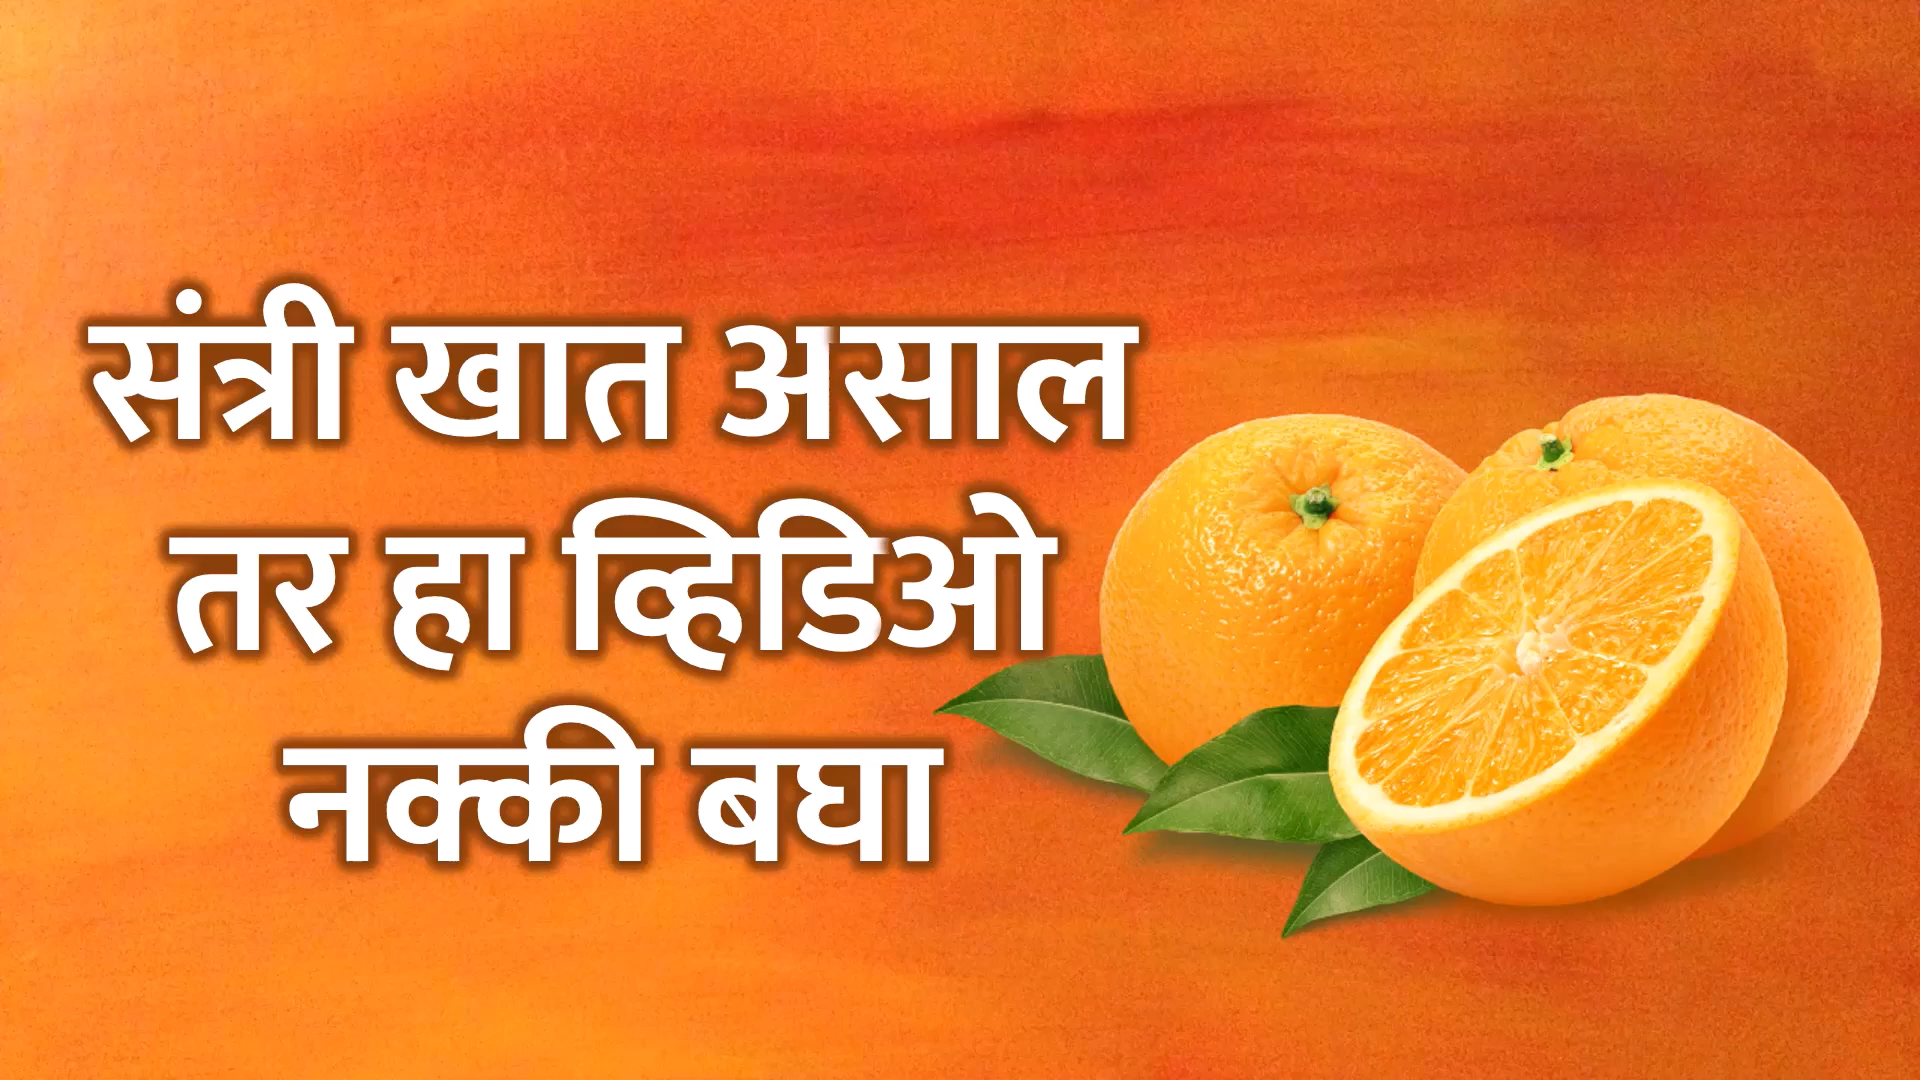 संत्री खात असाल
तर हा व्हिडिओ
नक्की बघा